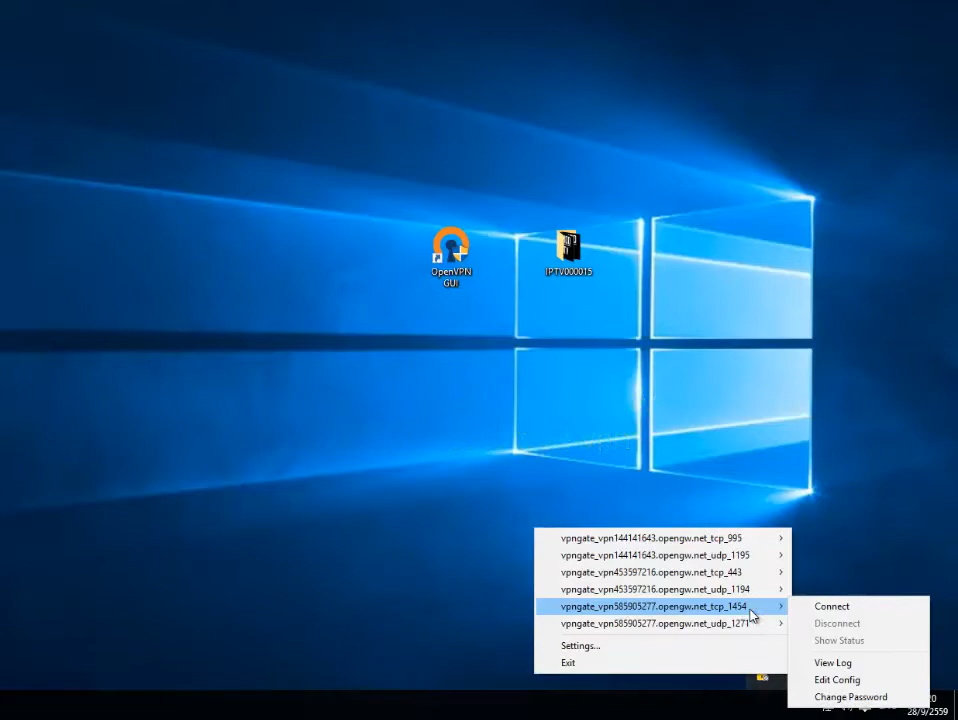 OpenVPN
GUI
IPTV000015
vpngate_vpn144141643.opengw.net_tcp_995
vpngate_vpn144141643.opengw.net_udp_1195
vpngate_vpn453597216.opengw.net_tcp_443
vpngate_vpn453597216.opengw.net_udp_1194
vpngate_vpn585905277.opengw.net_tcp_1454
vpngate_vpn585905277.opengw.net_udp_1271
Settings...
Exit
Connect
Disconnect
Show Status
View Log
Edit Config
Change Password
20
28/9/2559